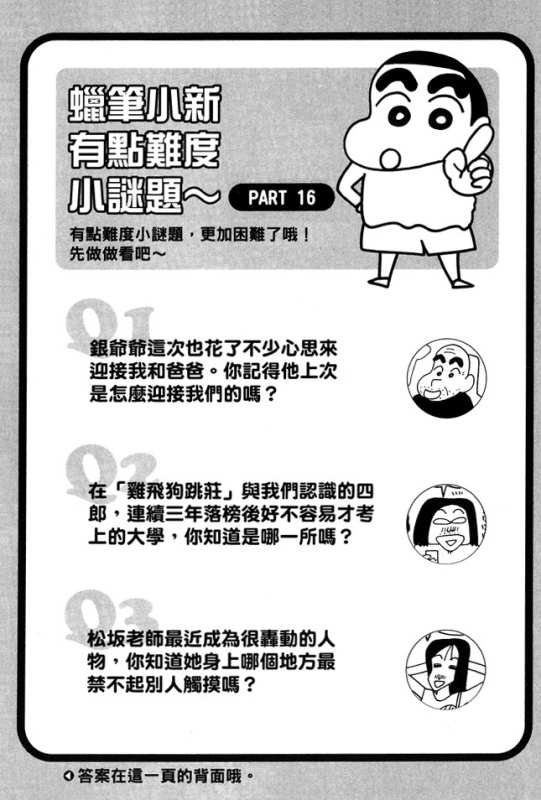 蠟筆小新
有點難度
小謎題～ PART 16
有點難度小謎題，更加困難了哦！
先做做看吧～
Q1
銀爺爺這次也花了不少心思來
迎接我和爸爸。你記得他上次
是怎麼迎接我們的嗎？
Q2
在「雞飛狗跳莊」與我們認識的四
郎，連續三年落榜後好不容易才考
上的大學，你知道是哪一所嗎？
Q3
松坂老師最近成為很轟動的人
物，你知道她身上哪個地方最
禁不起別人觸摸嗎？
答案在這一頁的背面哦。